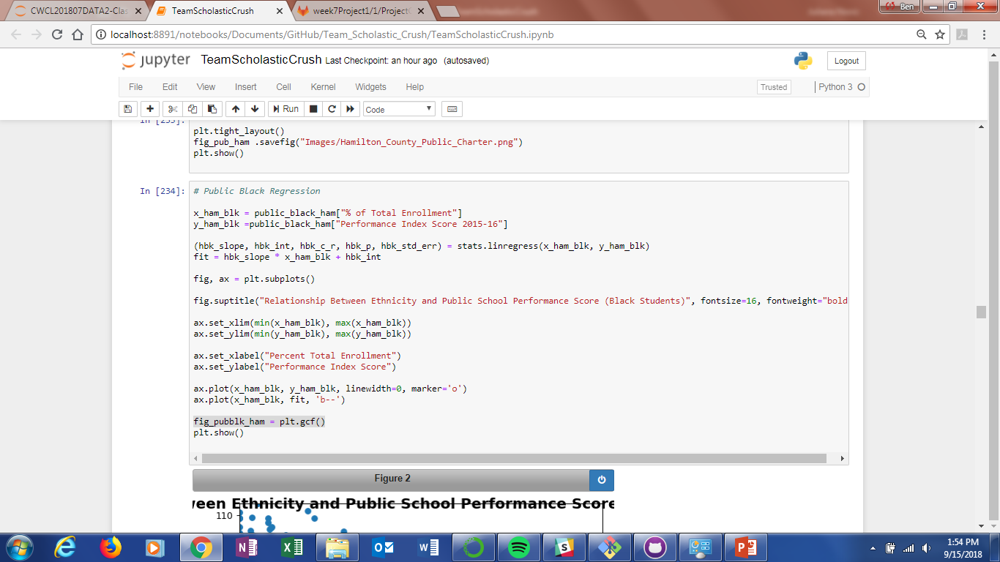 CWCL201807DATA2-Clas
TeamScholasticCrush
week7Project1/1/Project
Ben
localhost:8891/notebooks/Documents/GitHub/Team_Scholastic_Crush/TeamScholasticCrush.ipynb
jupyter TeamScholasticCrush Last Checkpoint: an hour ago (autosaved)
Logout
File Edit View Insert Cell Kernel Widgets Help
Trusted
Python 3
Run
Code
In [235]:
plt.tight_layout()
fig_pub_ham .savefig("Images/Hamilton_County_Public_Charter.png")
plt.show()
In [234]:
# Public Black Regression
x_ham_blk = public_black_ham["% of Total Enrollment"]
y_ham_blk =public_black_ham["Performance Index Score 2015-16"]
(hbk_slope, hbk_int, hbk_c_r, hbk_p, hbk_std_err) = stats.linregress(x_ham_blk, y_ham_blk)
fit = hbk_slope * x_ham_blk + hbk_int
fig, ax = plt.subplots()
fig.suptitle("Relationship Between Ethnicity and Public School Performance Score (Black Students)", fontsize=16, fontweight="bold
ax.set_xlim(min(x_ham_blk), max(x_ham_blk))
ax.set_ylim(min(y_ham_blk), max(y_ham_blk))
ax.set_xlabel("Percent Total Enrollment")
ax.set_ylabel("Performance Index Score")
ax.plot(x_ham_blk, y_ham_blk, linewidth=0, marker='o')
ax.plot(x_ham_blk, fit, 'b--')
fig_pubblk_ham = plt.gcf()
plt.show()
Figure 2
veen Ethnicity and Public School Performance Score
110
1:54 PM
9/15/2018